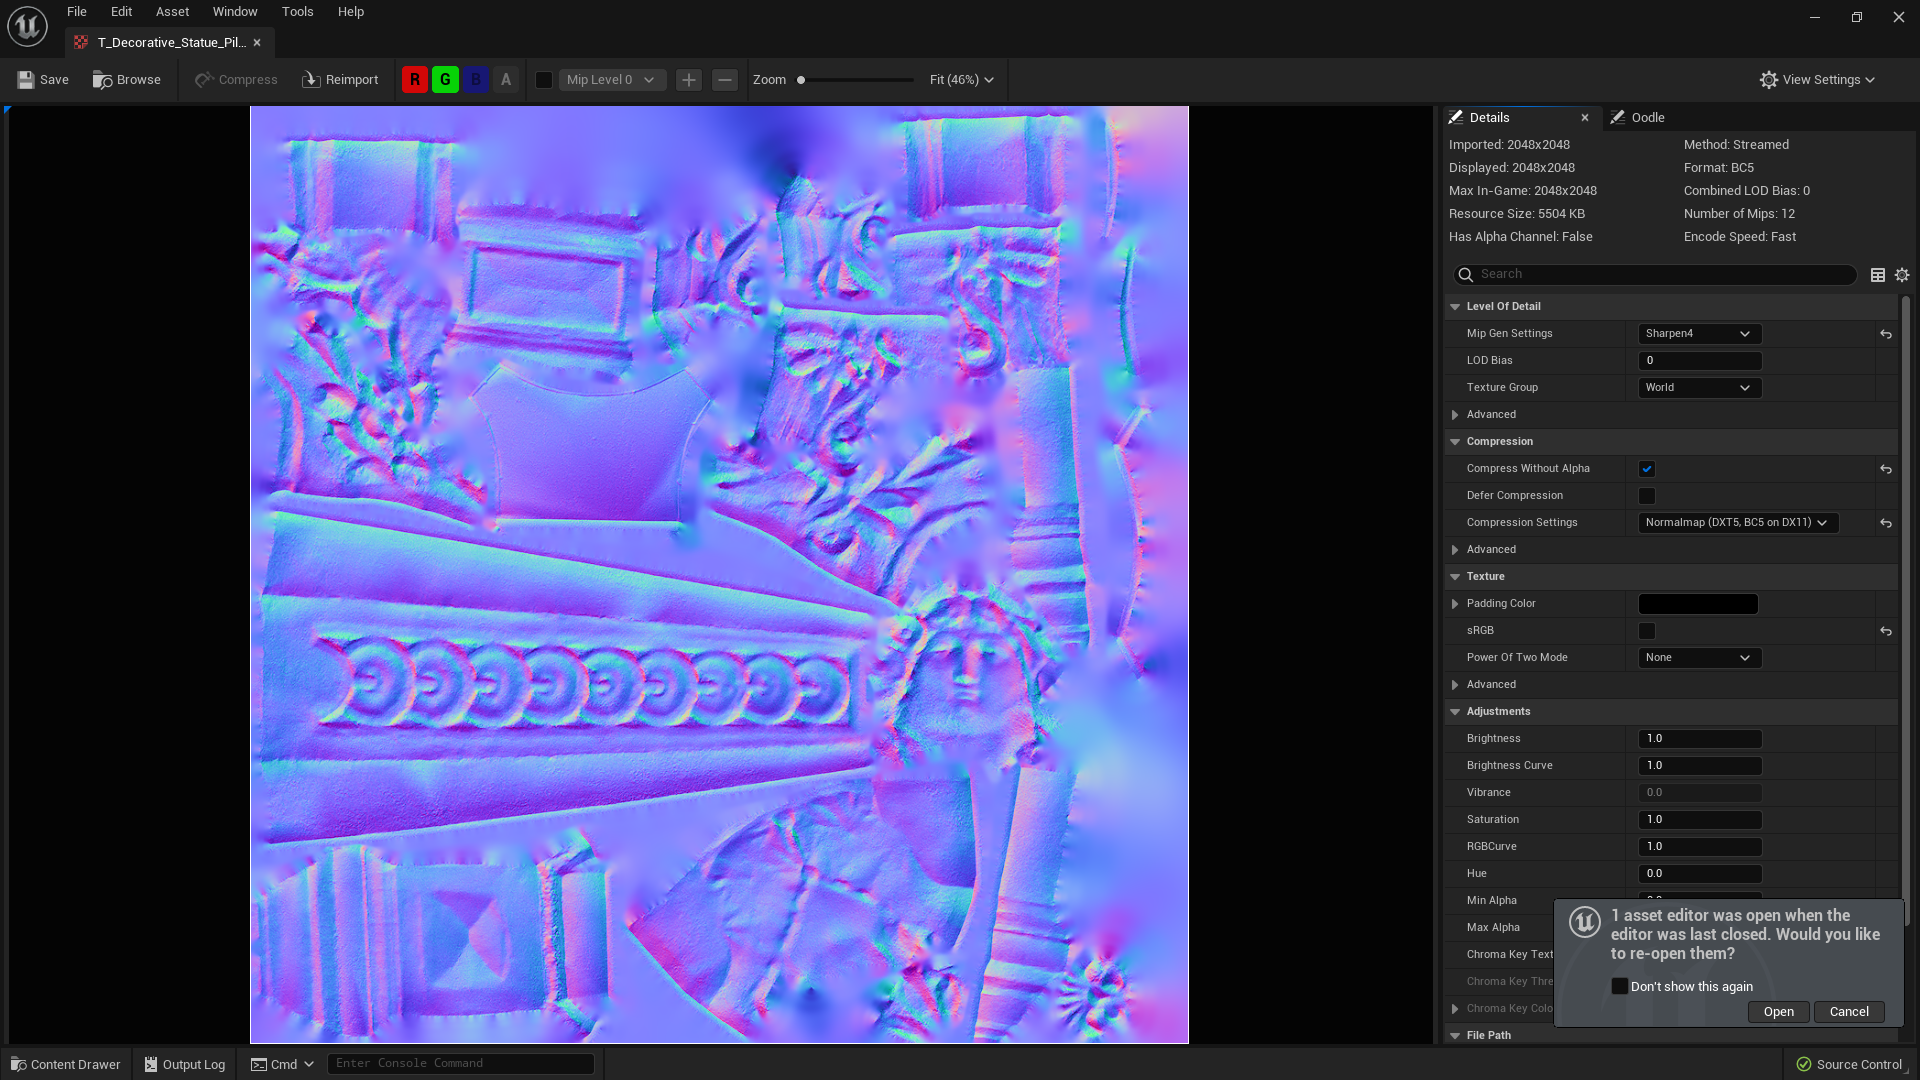 File Edit Asset Window Tools Help
T_Decorative_Statue_Pil...
Save Browse Compress Reimport R G B A Mip Level 0 Zoom Fit (46%) View Settings
Details Oodle
Imported: 2048x2048 Method: Streamed
Displayed: 2048x2048 Format: BC5
Max In-Game: 2048x2048 Combined LOD Bias: 0
Resource Size: 5504 KB Number of Mips: 12
Has Alpha Channel: False Encode Speed: Fast
Search
Level Of Detail
Mip Gen Settings Sharpen4
LOD Bias 0
Texture Group World
Advanced
Compression
Compress Without Alpha
Defer Compression
Compression Settings Normalmap (DXT5, BC5 on DX11)
Advanced
Texture
Padding Color
sRGB
Power Of Two Mode None
Advanced
Adjustments
Brightness 1.0
Brightness Curve 1.0
Vibrance 0.0
Saturation 1.0
RGBCurve 1.0
Hue 0.0
Min Alpha
Max Alpha
Chroma Key Text
Chroma Key Thre
Chroma Key Colo
File Path
1 asset editor was open when the
editor was last closed. Would you like
to re-open them?
Don't show this again
Open Cancel
Content Drawer Output Log Cmd Enter Console Command Source Control